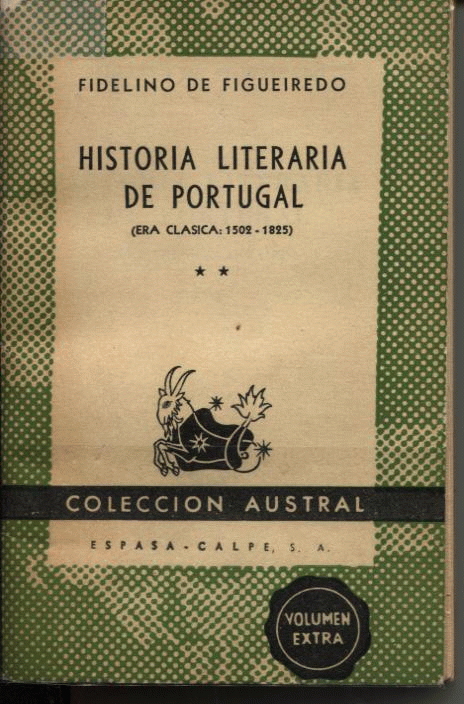 FIDELINO DE FIGUEIREDO
HISTORIA LITERARIA
DE PORTUGAL
(ERA CLASICA: 1502-1825)
★ ★
COLECCION AUSTRAL
ESPASA-CALPE, S. A.
VOLUMEN
EXTRA